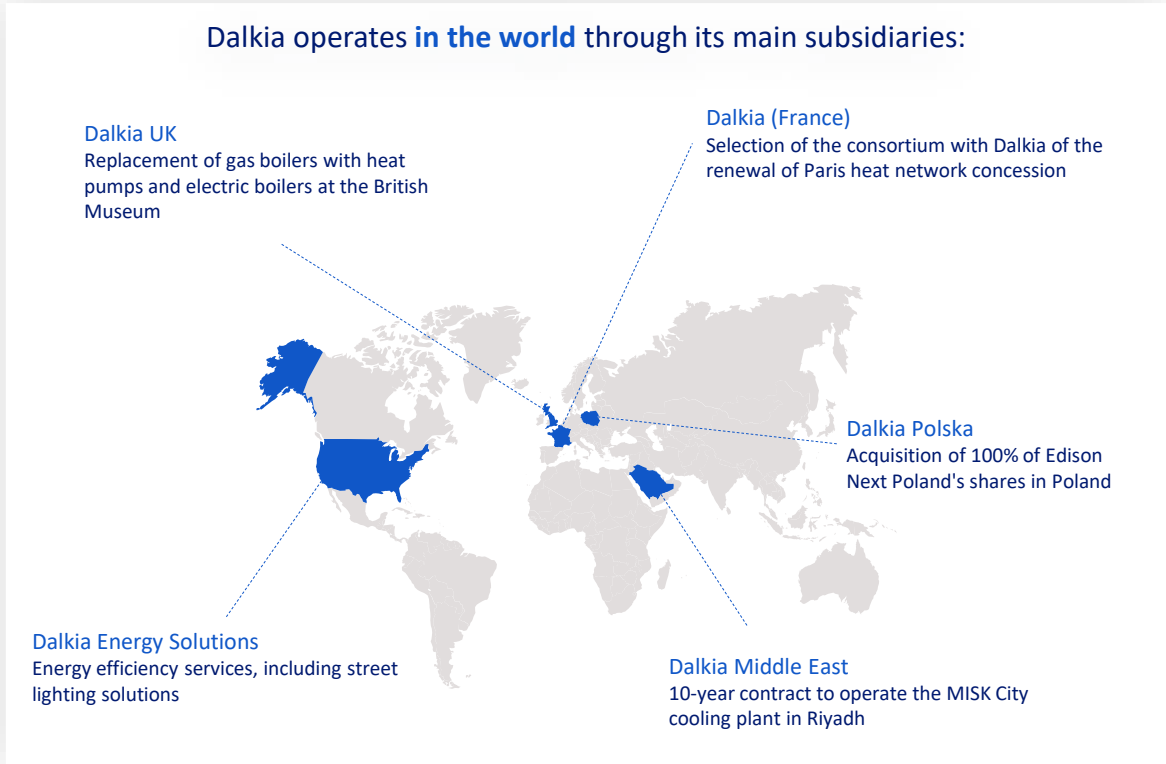 Dalkia operates in the world through its main subsidiaries:
Dalkia UK
Replacement of gas boilers with heat
pumps and electric boilers at the British
Museum
Dalkia (France)
Selection of the consortium with Dalkia of the
renewal of Paris heat network concession
Dalkia Polska
Acquisition of 100% of Edison
Next Poland's shares in Poland
Dalkia Energy Solutions
Energy efficiency services, including street
lighting solutions
Dalkia Middle East
10-year contract to operate the MISK City
cooling plant in Riyadh